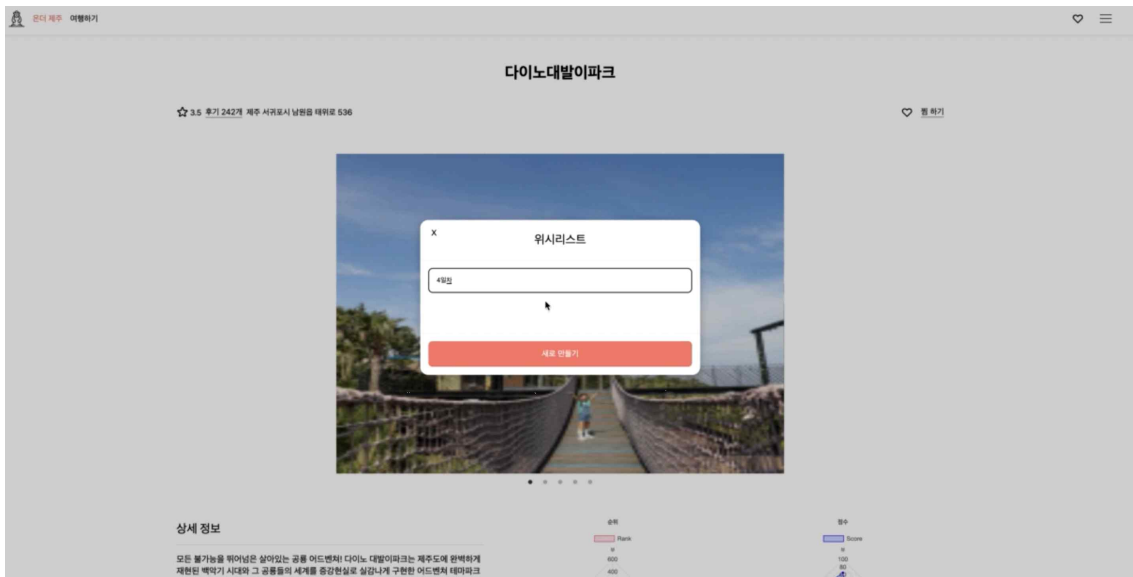 온더 제주 여행하기
다이노대발이파크
3.5 후기 242개 제주 서귀포시 남원읍 태위로 536
찜 하기
X
위시리스트
4일차
새로 만들기
상세 정보
모든 불가능을 뛰어넘은 살아있는 공룡 어드벤처! 다이노 대발이파크는 제주도에 완벽하게
재현된 백악기 시대와 그 공룡들의 세계를 증강현실로 실감나게 구현한 어드벤쳐 테마파크
순위
Rank
600
400
점수
Score
100
80